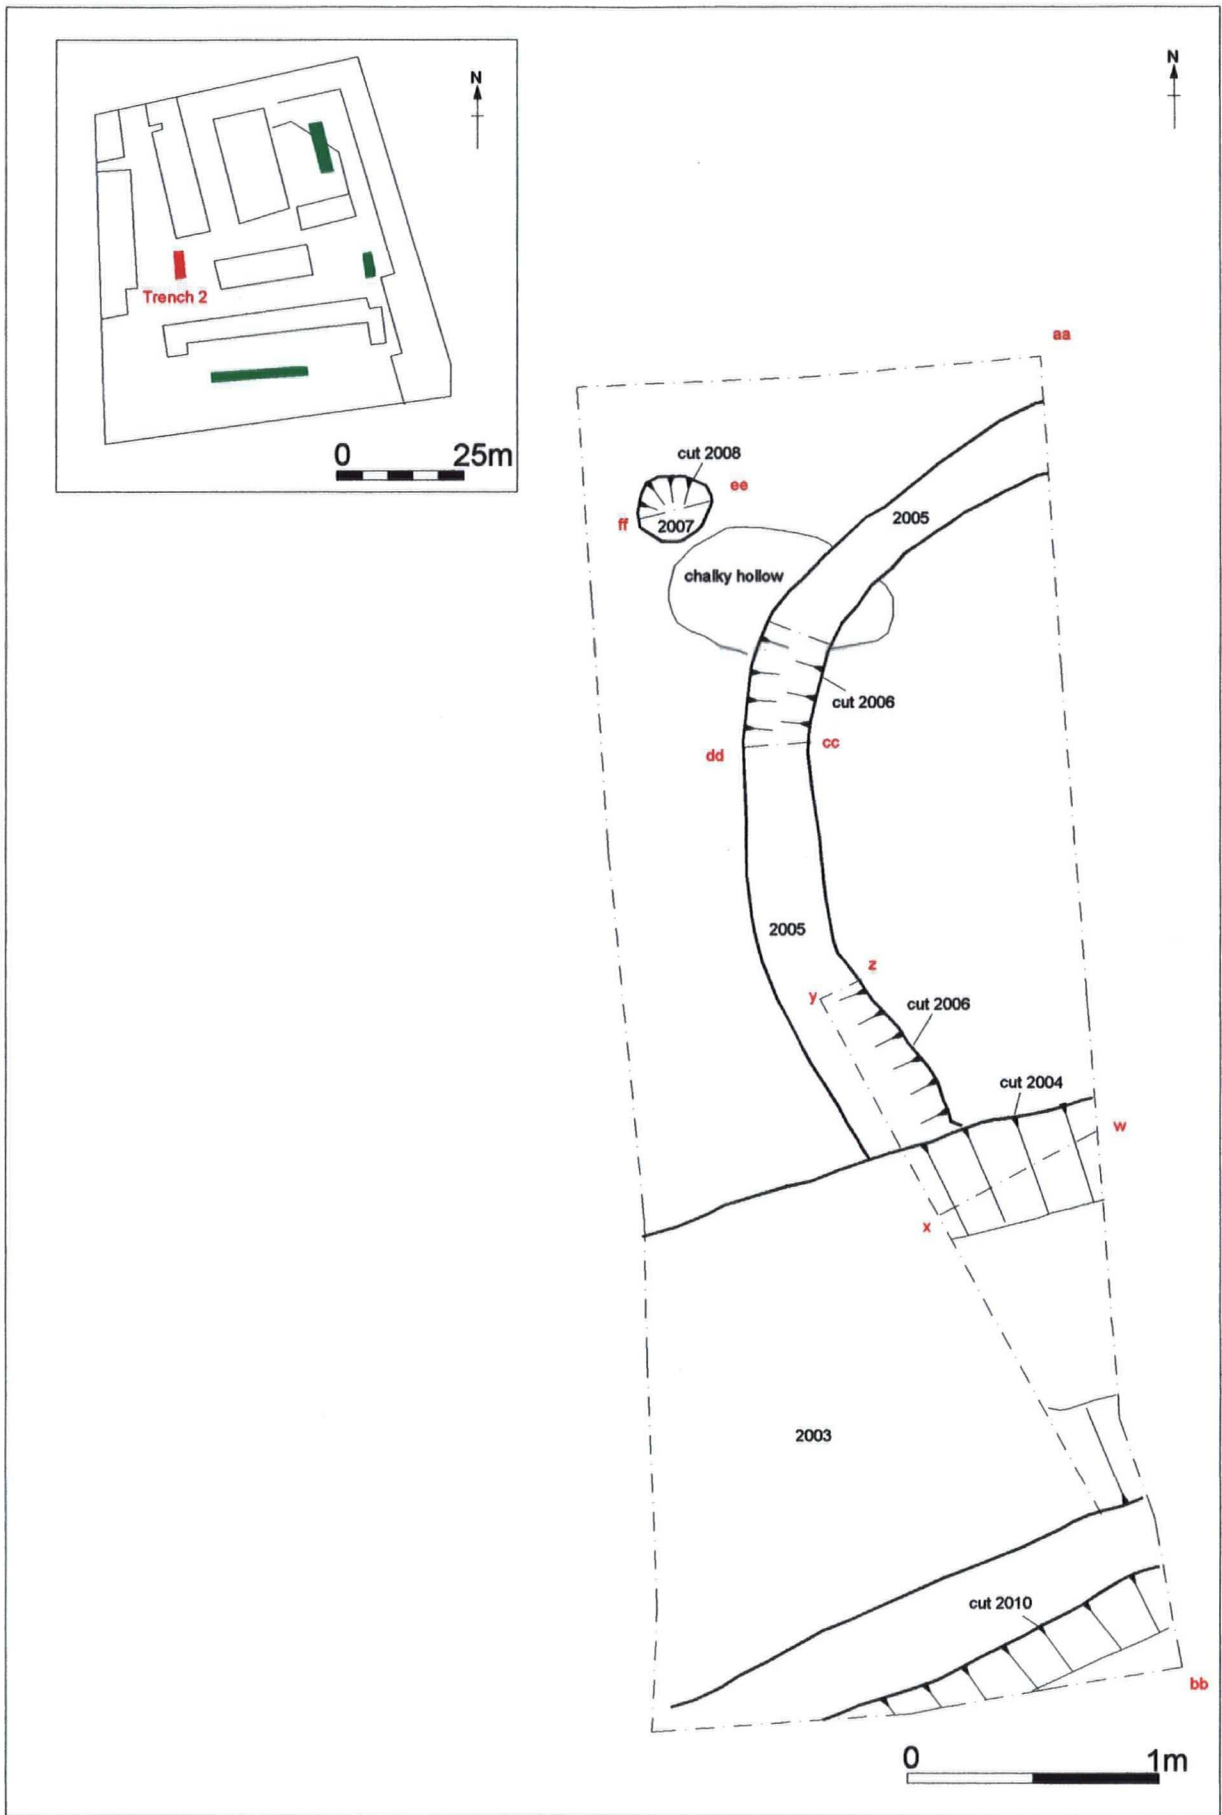 N
Trench 2
0 25m
N
aa
cut 2008
ee
ff
2007
2005
chalky hollow
cut 2006
dd
cc
2005
z
y
cut 2006
cut 2004
w
x
2003
cut 2010
bb
0 1m